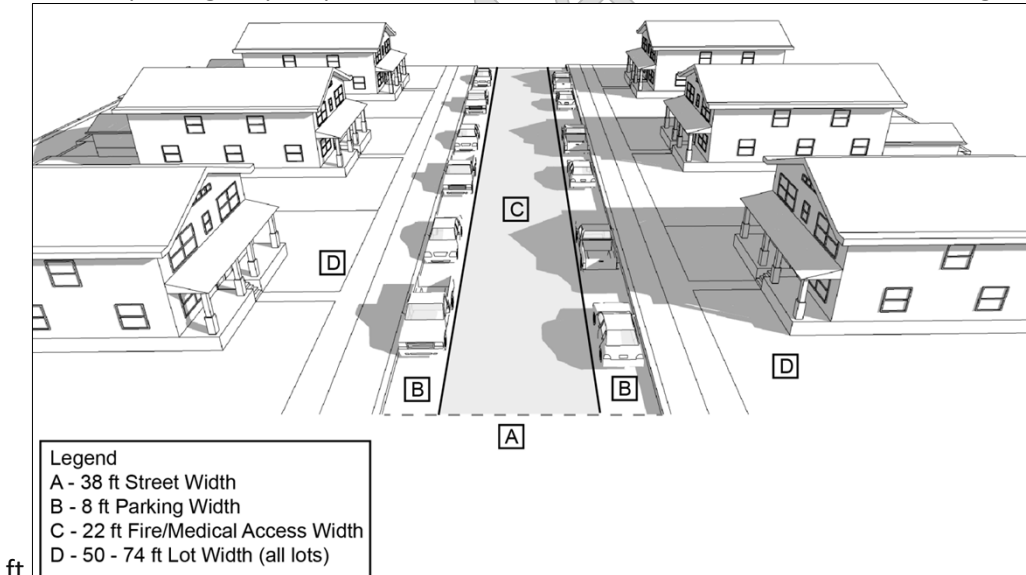 C
D
B
B
D
A
Legend
A - 38 ft Street Width
B - 8 ft Parking Width
C - 22 ft Fire/Medical Access Width
D - 50 - 74 ft Lot Width (all lots)
ft